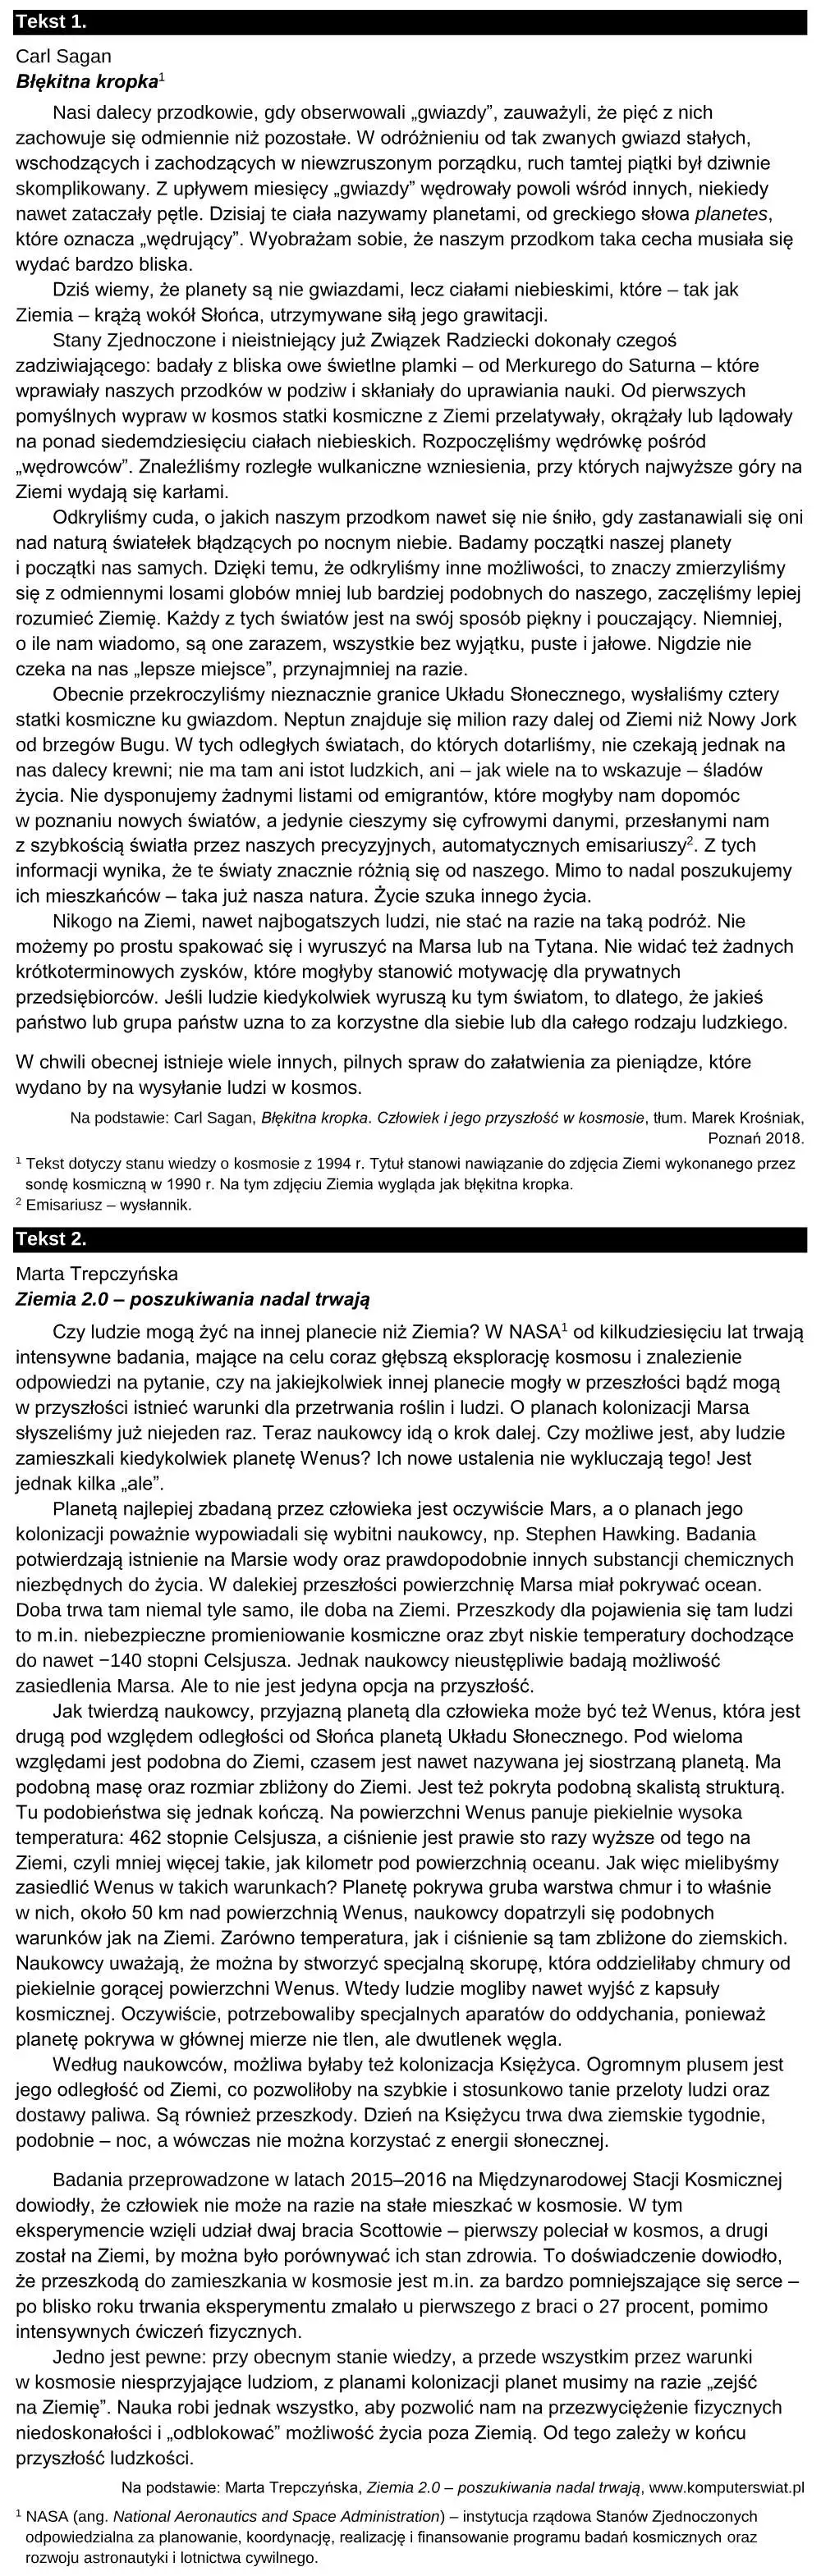 Tekst 1.
Carl Sagan
Błękitna kropka¹
Nasi dalecy przodkowie, gdy obserwowali „gwiazdy”, zauważyli, że pięć z nich
zachowuje się odmiennie niż pozostałe. W odróżnieniu od tak zwanych gwiazd stałych,
wschodzących i zachodzących w niewzruszonym porządku, ruch tamtej piątki był dziwnie
skomplikowany. Z upływem miesięcy „gwiazdy” wędrowały powoli wśród innych, niekiedy
nawet zataczały pętle. Dzisiaj te ciała nazywamy planetami, od greckiego słowa planetes,
które oznacza „wędrujący”. Wyobrażam sobie, że naszym przodkom taka cecha musiała się
wydać bardzo bliska.
Dziś wiemy, że planety są nie gwiazdami, lecz ciałami niebieskimi, które – tak jak
Ziemia – krążą wokół Słońca, utrzymywane siłą jego grawitacji.
Stany Zjednoczone i nieistniejący już Związek Radziecki dokonały czegoś
zadziwiającego: badały z bliska owe świetlne plamki – od Merkurego do Saturna – które
wprawiały naszych przodków w podziw i skłaniały do uprawiania nauki. Od pierwszych
pomyślnych wypraw w kosmos statki kosmiczne z Ziemi przelatywały, okrążały lub lądowały
na ponad siedemdziesięciu ciałach niebieskich. Rozpoczęliśmy wędrówkę pośród
„wędrowców”. Znaleźliśmy rozległe wulkaniczne wzniesienia, przy których najwyższe góry na
Ziemi wydają się karłami.
Odkryliśmy cuda, o jakich naszym przodkom nawet się nie śniło, gdy zastanawiali się oni
nad naturą światełek błądzących po nocnym niebie. Badamy początki naszej planety
i początki nas samych. Dzięki temu, że odkryliśmy inne możliwości, to znaczy zmierzyliśmy
się z odmiennymi losami globów mniej lub bardziej podobnych do naszego, zaczęliśmy lepiej
rozumieć Ziemię. Każdy z tych światów jest na swój sposób piękny i pouczający. Niemniej,
o ile nam wiadomo, są one zarazem, wszystkie bez wyjątku, puste i jałowe. Nigdzie nie
czeka na nas „lepsze miejsce”, przynajmniej na razie.
Obecnie przekroczyliśmy nieznacznie granice Układu Słonecznego, wysłaliśmy cztery
statki kosmiczne ku gwiazdom. Neptun znajduje się milion razy dalej od Ziemi niż Nowy Jork
od brzegów Bugu. W tych odległych światach, do których dotarliśmy, nie czekają jednak na
nas dalecy krewni; nie ma tam ani istot ludzkich, ani – jak wiele na to wskazuje – śladów
życia. Nie dysponujemy żadnymi listami od emigrantów, które mogłyby nam dopomóc
w poznaniu nowych światów, a jedynie cieszymy się cyfrowymi danymi, przesłanymi nam
z szybkością światła przez naszych precyzyjnych, automatycznych emisariuszy². Z tych
informacji wynika, że te światy znacznie różnią się od naszego. Mimo to nadal poszukujemy
ich mieszkańców – taka już nasza natura. Życie szuka innego życia.
Nikogo na Ziemi, nawet najbogatszych ludzi, nie stać na razie na taką podróż. Nie
możemy po prostu spakować się i wyruszyć na Marsa lub na Tytana. Nie widać też żadnych
krótkoterminowych zysków, które mogłyby stanowić motywację dla prywatnych
przedsiębiorców. Jeśli ludzie kiedykolwiek wyruszą ku tym światom, to dlatego, że jakieś
państwo lub grupa państw uzna to za korzystne dla siebie lub dla całego rodzaju ludzkiego.
W chwili obecnej istnieje wiele innych, pilnych spraw do załatwienia za pieniądze, które
wydano by na wysyłanie ludzi w kosmos.
Na podstawie: Carl Sagan, Błękitna kropka. Człowiek i jego przyszłość w kosmosie, tłum. Marek Krośniak,
Poznań 2018.
¹ Tekst dotyczy stanu wiedzy o kosmosie z 1994 r. Tytuł stanowi nawiązanie do zdjęcia Ziemi wykonanego przez
sondę kosmiczną w 1990 r. Na tym zdjęciu Ziemia wygląda jak błękitna kropka.
² Emisariusz – wysłannik.
Tekst 2.
Marta Trepczyńska
Ziemia 2.0 – poszukiwania nadal trwają
Czy ludzie mogą żyć na innej planecie niż Ziemia? W NASA¹ od kilkudziesięciu lat trwają
intensywne badania, mające na celu coraz głębszą eksplorację kosmosu i znalezienie
odpowiedzi na pytanie, czy na jakiejkolwiek innej planecie mogły w przeszłości bądź mogą
w przyszłości istnieć warunki dla przetrwania roślin i ludzi. O planach kolonizacji Marsa
słyszeliśmy już niejeden raz. Teraz naukowcy idą o krok dalej. Czy możliwe jest, aby ludzie
zamieszkali kiedykolwiek planetę Wenus? Ich nowe ustalenia nie wykluczają tego! Jest
jednak kilka „ale”.
Planetą najlepiej zbadaną przez człowieka jest oczywiście Mars, a o planach jego
kolonizacji poważnie wypowiadali się wybitni naukowcy, np. Stephen Hawking. Badania
potwierdzają istnienie na Marsie wody oraz prawdopodobnie innych substancji chemicznych
niezbędnych do życia. W dalekiej przeszłości powierzchnię Marsa miał pokrywać ocean.
Doba trwa tam niemal tyle samo, ile doba na Ziemi. Przeszkody dla pojawienia się tam ludzi
to m.in. niebezpieczne promieniowanie kosmiczne oraz zbyt niskie temperatury dochodzące
do nawet −140 stopni Celsjusza. Jednak naukowcy nieustępliwie badają możliwość
zasiedlenia Marsa. Ale to nie jest jedyna opcja na przyszłość.
Jak twierdzą naukowcy, przyjazną planetą dla człowieka może być też Wenus, która jest
drugą pod względem odległości od Słońca planetą Układu Słonecznego. Pod wieloma
względami jest podobna do Ziemi, czasem jest nawet nazywana jej siostrzaną planetą. Ma
podobną masę oraz rozmiar zbliżony do Ziemi. Jest też pokryta podobną skalistą strukturą.
Tu podobieństwa się jednak kończą. Na powierzchni Wenus panuje piekielnie wysoka
temperatura: 462 stopnie Celsjusza, a ciśnienie jest prawie sto razy wyższe od tego na
Ziemi, czyli mniej więcej takie, jak kilometr pod powierzchnią oceanu. Jak więc mielibyśmy
zasiedlić Wenus w takich warunkach? Planetę pokrywa gruba warstwa chmur i to właśnie
w nich, około 50 km nad powierzchnią Wenus, naukowcy dopatrzyli się podobnych
warunków jak na Ziemi. Zarówno temperatura, jak i ciśnienie są tam zbliżone do ziemskich.
Naukowcy uważają, że można by stworzyć specjalną skorupę, która oddzieliłaby chmury od
piekielnie gorącej powierzchni Wenus. Wtedy ludzie mogliby nawet wyjść z kapsuły
kosmicznej. Oczywiście, potrzebowaliby specjalnych aparatów do oddychania, ponieważ
planetę pokrywa w głównej mierze nie tlen, ale dwutlenek węgla.
Według naukowców, możliwa byłaby też kolonizacja Księżyca. Ogromnym plusem jest
jego odległość od Ziemi, co pozwoliłoby na szybkie i stosunkowo tanie przeloty ludzi oraz
dostawy paliwa. Są również przeszkody. Dzień na Księżycu trwa dwa ziemskie tygodnie,
podobnie – noc, a wówczas nie można korzystać z energii słonecznej.
Badania przeprowadzone w latach 2015–2016 na Międzynarodowej Stacji Kosmicznej
dowiodły, że człowiek nie może na razie na stałe mieszkać w kosmosie. W tym
eksperymencie wzięli udział dwaj bracia Scottowie – pierwszy poleciał w kosmos, a drugi
został na Ziemi, by można było porównywać ich stan zdrowia. To doświadczenie dowiodło,
że przeszkodą do zamieszkania w kosmosie jest m.in. za bardzo pomniejszające się serce –
po blisko roku trwania eksperymentu zmalało u pierwszego z braci o 27 procent, pomimo
intensywnych ćwiczeń fizycznych.
Jedno jest pewne: przy obecnym stanie wiedzy, a przede wszystkim przez warunki
w kosmosie niesprzyjające ludziom, z planami kolonizacji planet musimy na razie „zejść
na Ziemię”. Nauka robi jednak wszystko, aby pozwolić nam na przezwyciężenie fizycznych
niedoskonałości i „odblokować” możliwość życia poza Ziemią. Od tego zależy w końcu
przyszłość ludzkości.
Na podstawie: Marta Trepczyńska, Ziemia 2.0 – poszukiwania nadal trwają, www.komputerswiat.pl
¹ NASA (ang. National Aeronautics and Space Administration) – instytucja rządowa Stanów Zjednoczonych
odpowiedzialna za planowanie, koordynację, realizację i finansowanie programu badań kosmicznych oraz
rozwoju astronautyki i lotnictwa cywilnego.